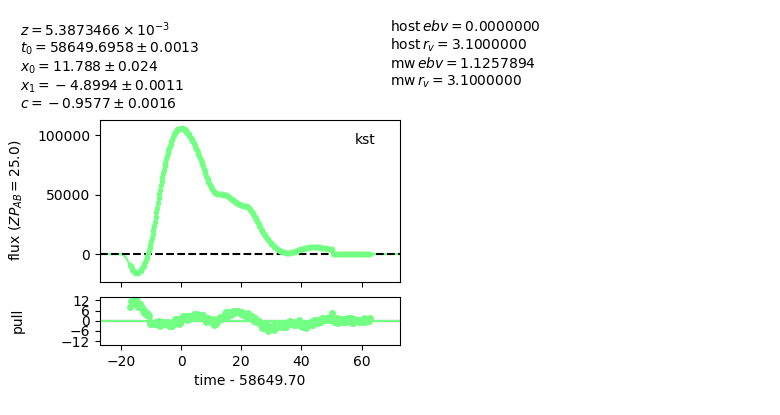 z = 5.3873466 × 10⁻³
t₀ = 58649.6958 ± 0.0013
x₀ = 11.788 ± 0.024
x₁ = −4.8994 ± 0.0011
c = −0.9577 ± 0.0016
host ebv = 0.0000000
host r_v = 3.1000000
mw ebv = 1.1257894
mw r_v = 3.1000000
kst
100000
50000
0
flux (ZP_AB = 25.0)
12
6
0
−6
−12
pull
−20 0 20 40 60
time - 58649.70